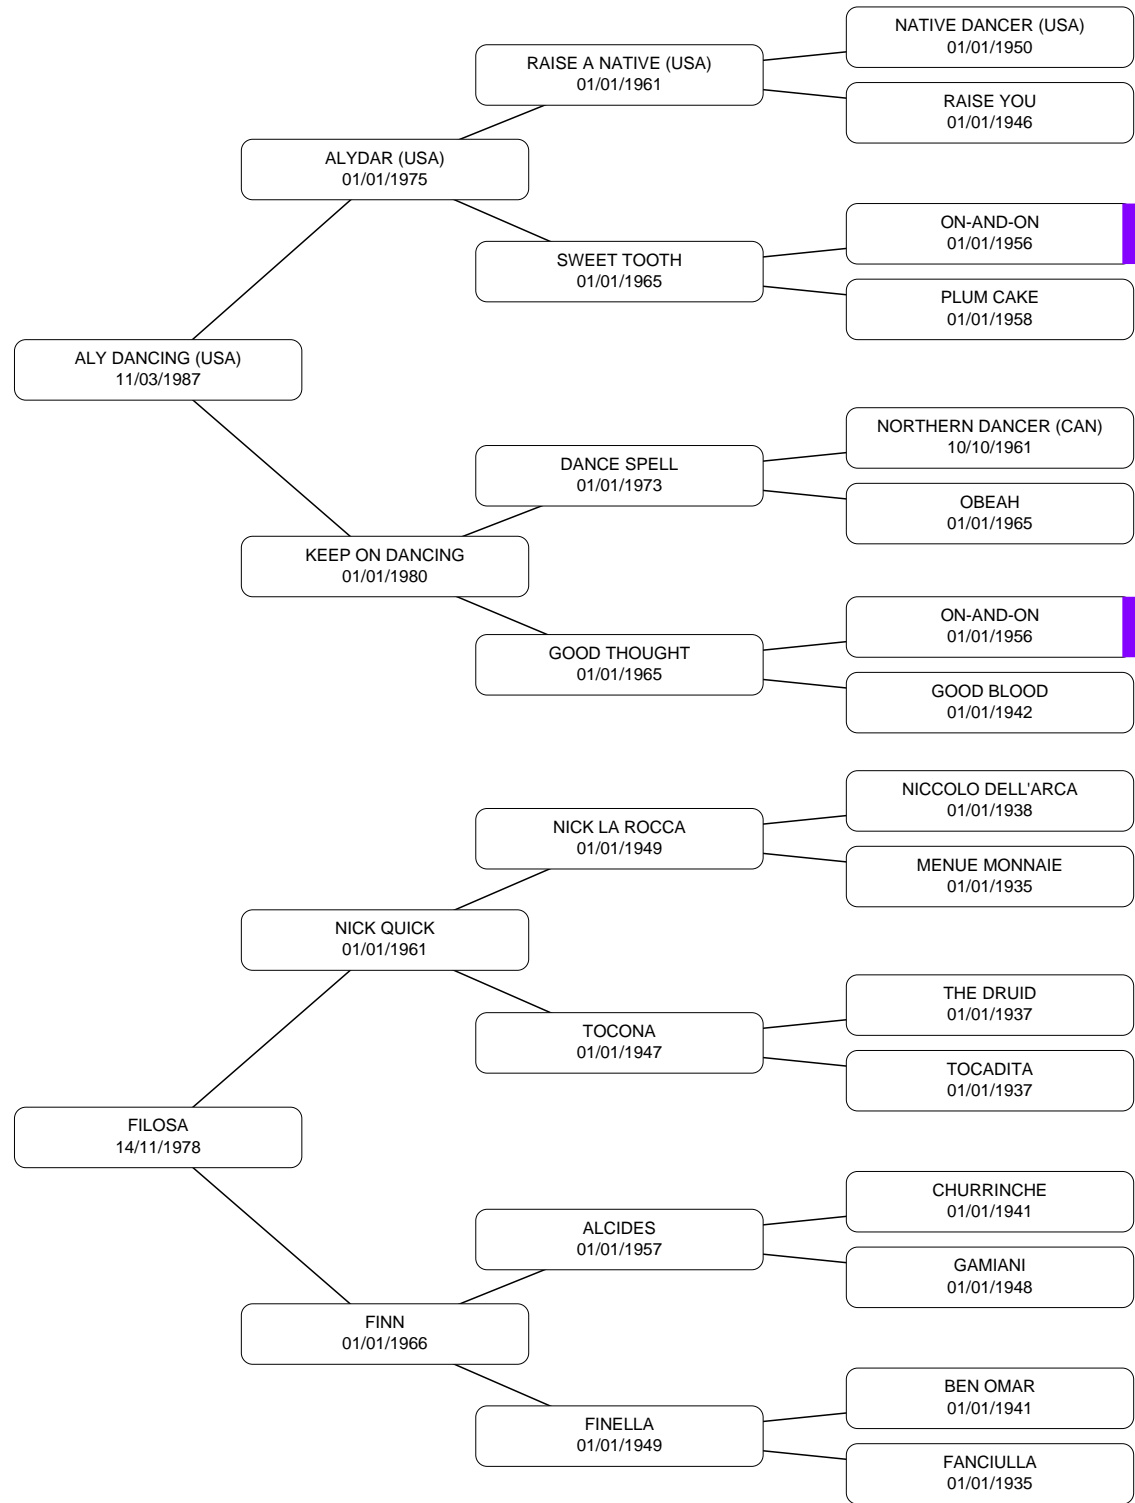 NATIVE DANCER (USA)
01/01/1950
RAISE A NATIVE (USA)
01/01/1961
RAISE YOU
01/01/1946
ALYDAR (USA)
01/01/1975
ON-AND-ON
01/01/1956
SWEET TOOTH
01/01/1965
PLUM CAKE
01/01/1958
ALY DANCING (USA)
11/03/1987
NORTHERN DANCER (CAN)
10/10/1961
DANCE SPELL
01/01/1973
OBEAH
01/01/1965
KEEP ON DANCING
01/01/1980
ON-AND-ON
01/01/1956
GOOD THOUGHT
01/01/1965
GOOD BLOOD
01/01/1942
NICCOLO DELL'ARCA
01/01/1938
NICK LA ROCCA
01/01/1949
MENUE MONNAIE
01/01/1935
NICK QUICK
01/01/1961
THE DRUID
01/01/1937
TOCONA
01/01/1947
TOCADITA
01/01/1937
FILOSA
14/11/1978
CHURRINCHE
01/01/1941
ALCIDES
01/01/1957
GAMIANI
01/01/1948
FINN
01/01/1966
BEN OMAR
01/01/1941
FINELLA
01/01/1949
FANCIULLA
01/01/1935